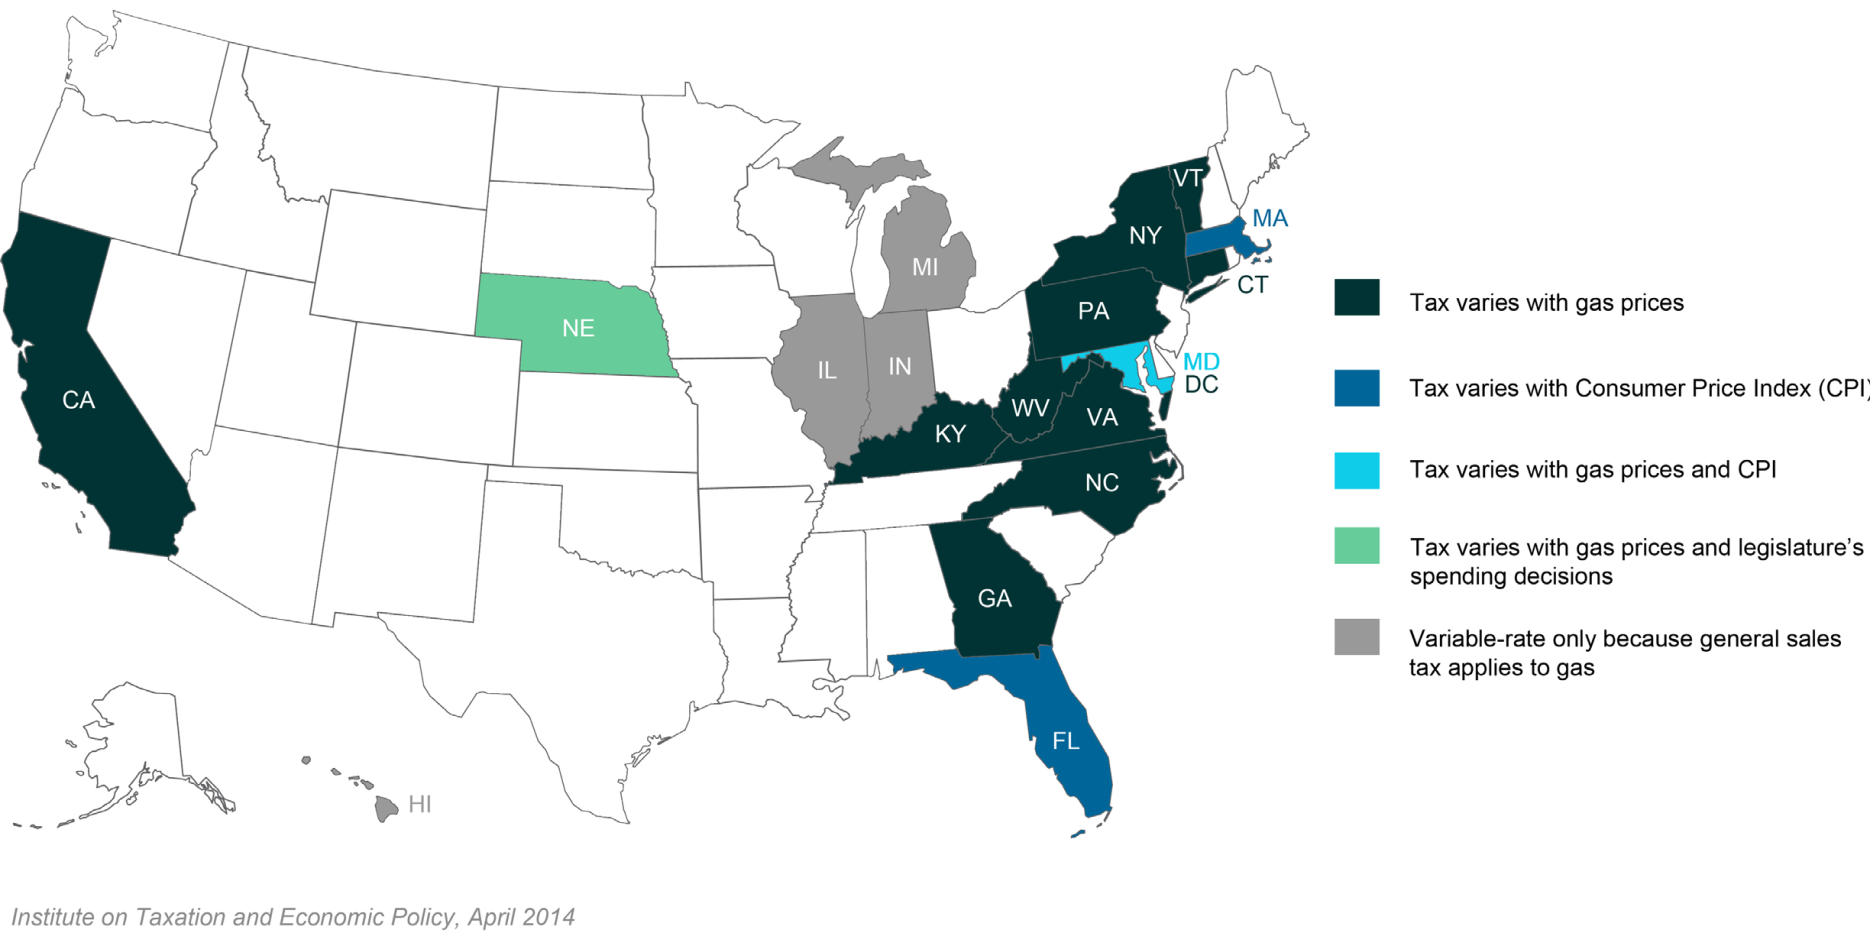 VT
MA
NY
MI
CT
PA
Tax varies with gas prices
NE
IL
IN
MD
DC
Tax varies with Consumer Price Index (CPI)
CA
WV
VA
KY
Tax varies with gas prices and CPI
NC
Tax varies with gas prices and legislature’s
spending decisions
GA
Variable-rate only because general sales
tax applies to gas
FL
HI
Institute on Taxation and Economic Policy, April 2014